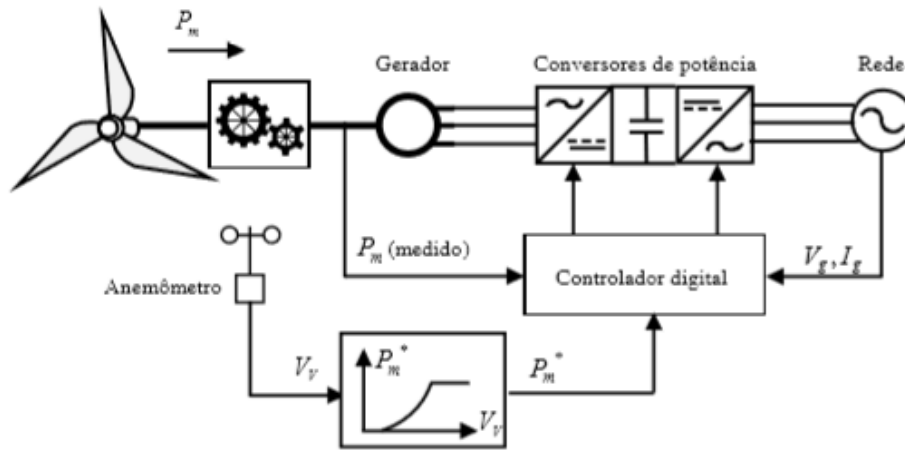 P_m
Gerador
Conversores de potência
Rede
P_m (medido)
Controlador digital
V_g, I_g
Anemômetro
V_V
P_m*
V_V
P_m*